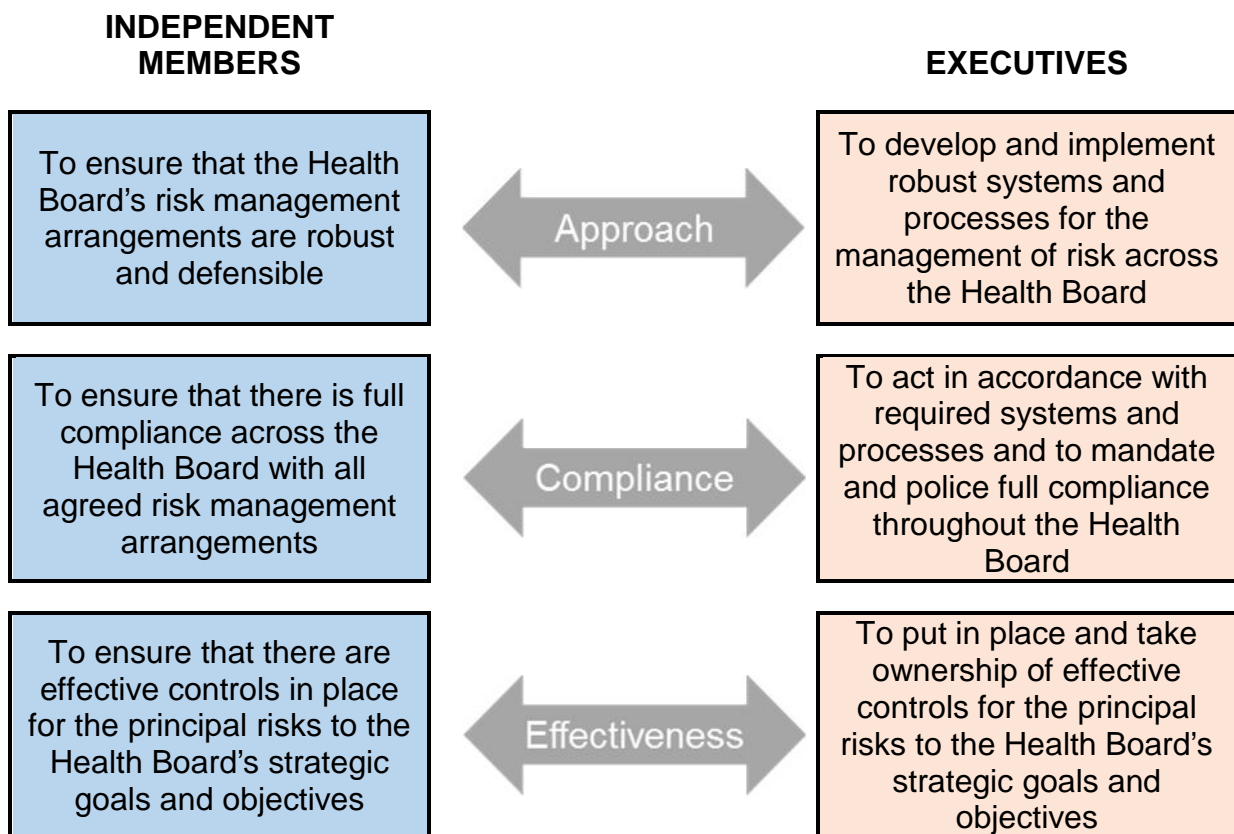 INDEPENDENT
MEMBERS
EXECUTIVES
To ensure that the Health
Board’s risk management
arrangements are robust
and defensible
Approach
To develop and implement
robust systems and
processes for the
management of risk across
the Health Board
To ensure that there is full
compliance across the
Health Board with all
agreed risk management
arrangements
Compliance
To act in accordance with
required systems and
processes and to mandate
and police full compliance
throughout the Health
Board
To ensure that there are
effective controls in place
for the principal risks to the
Health Board’s strategic
goals and objectives
Effectiveness
To put in place and take
ownership of effective
controls for the principal
risks to the Health Board’s
strategic goals and
objectives